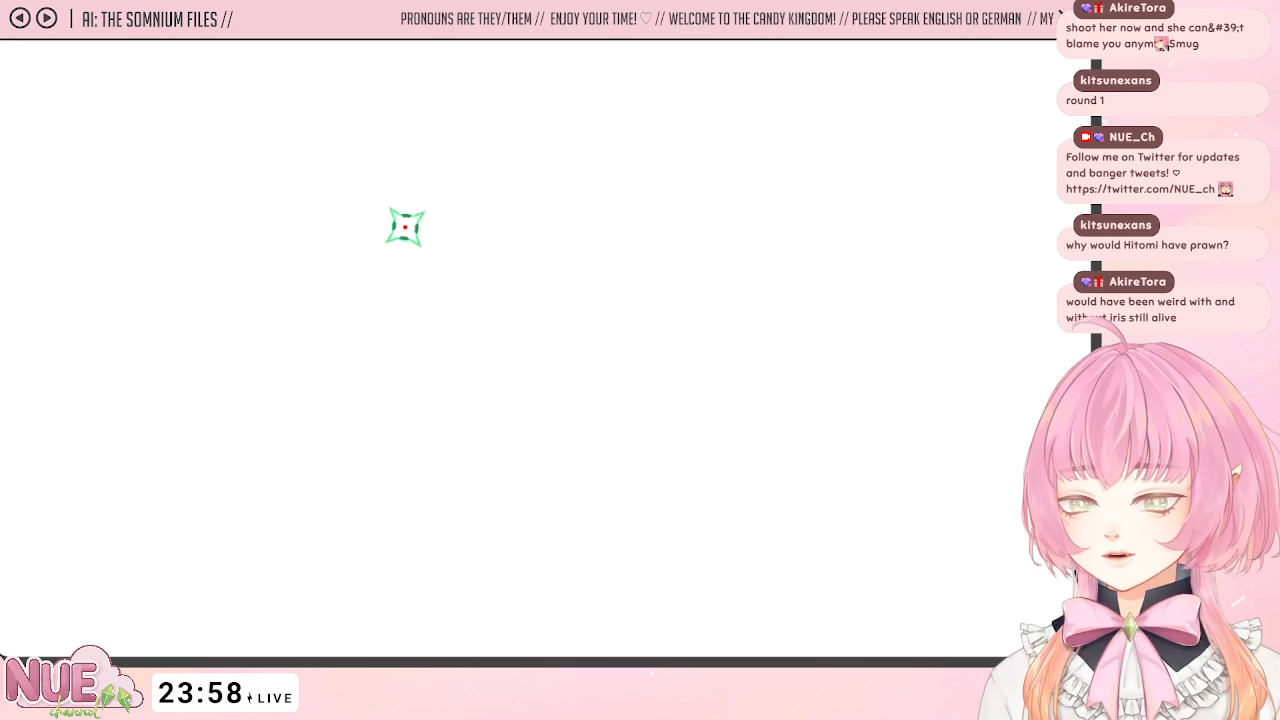 AI: THE SOMNIUM FILES //
PRONOUNS ARE THEY/THEM // ENJOY YOUR TIME! ♡ // WELCOME TO THE CANDY KINGDOM! // PLEASE SPEAK ENGLISH OR GERMAN // MY
AkireTora
shoot her now and she can&#39;t
blame you anym Smug
kitsunexans
round 1
NUE_Ch
Follow me on Twitter for updates
and banger tweets! ♡
https://twitter.com/NUE_ch
kitsunexans
why would Hitomi have prawn?
AkireTora
would have been weird with and
without iris still alive
NUE
channel
23:58 LIVE